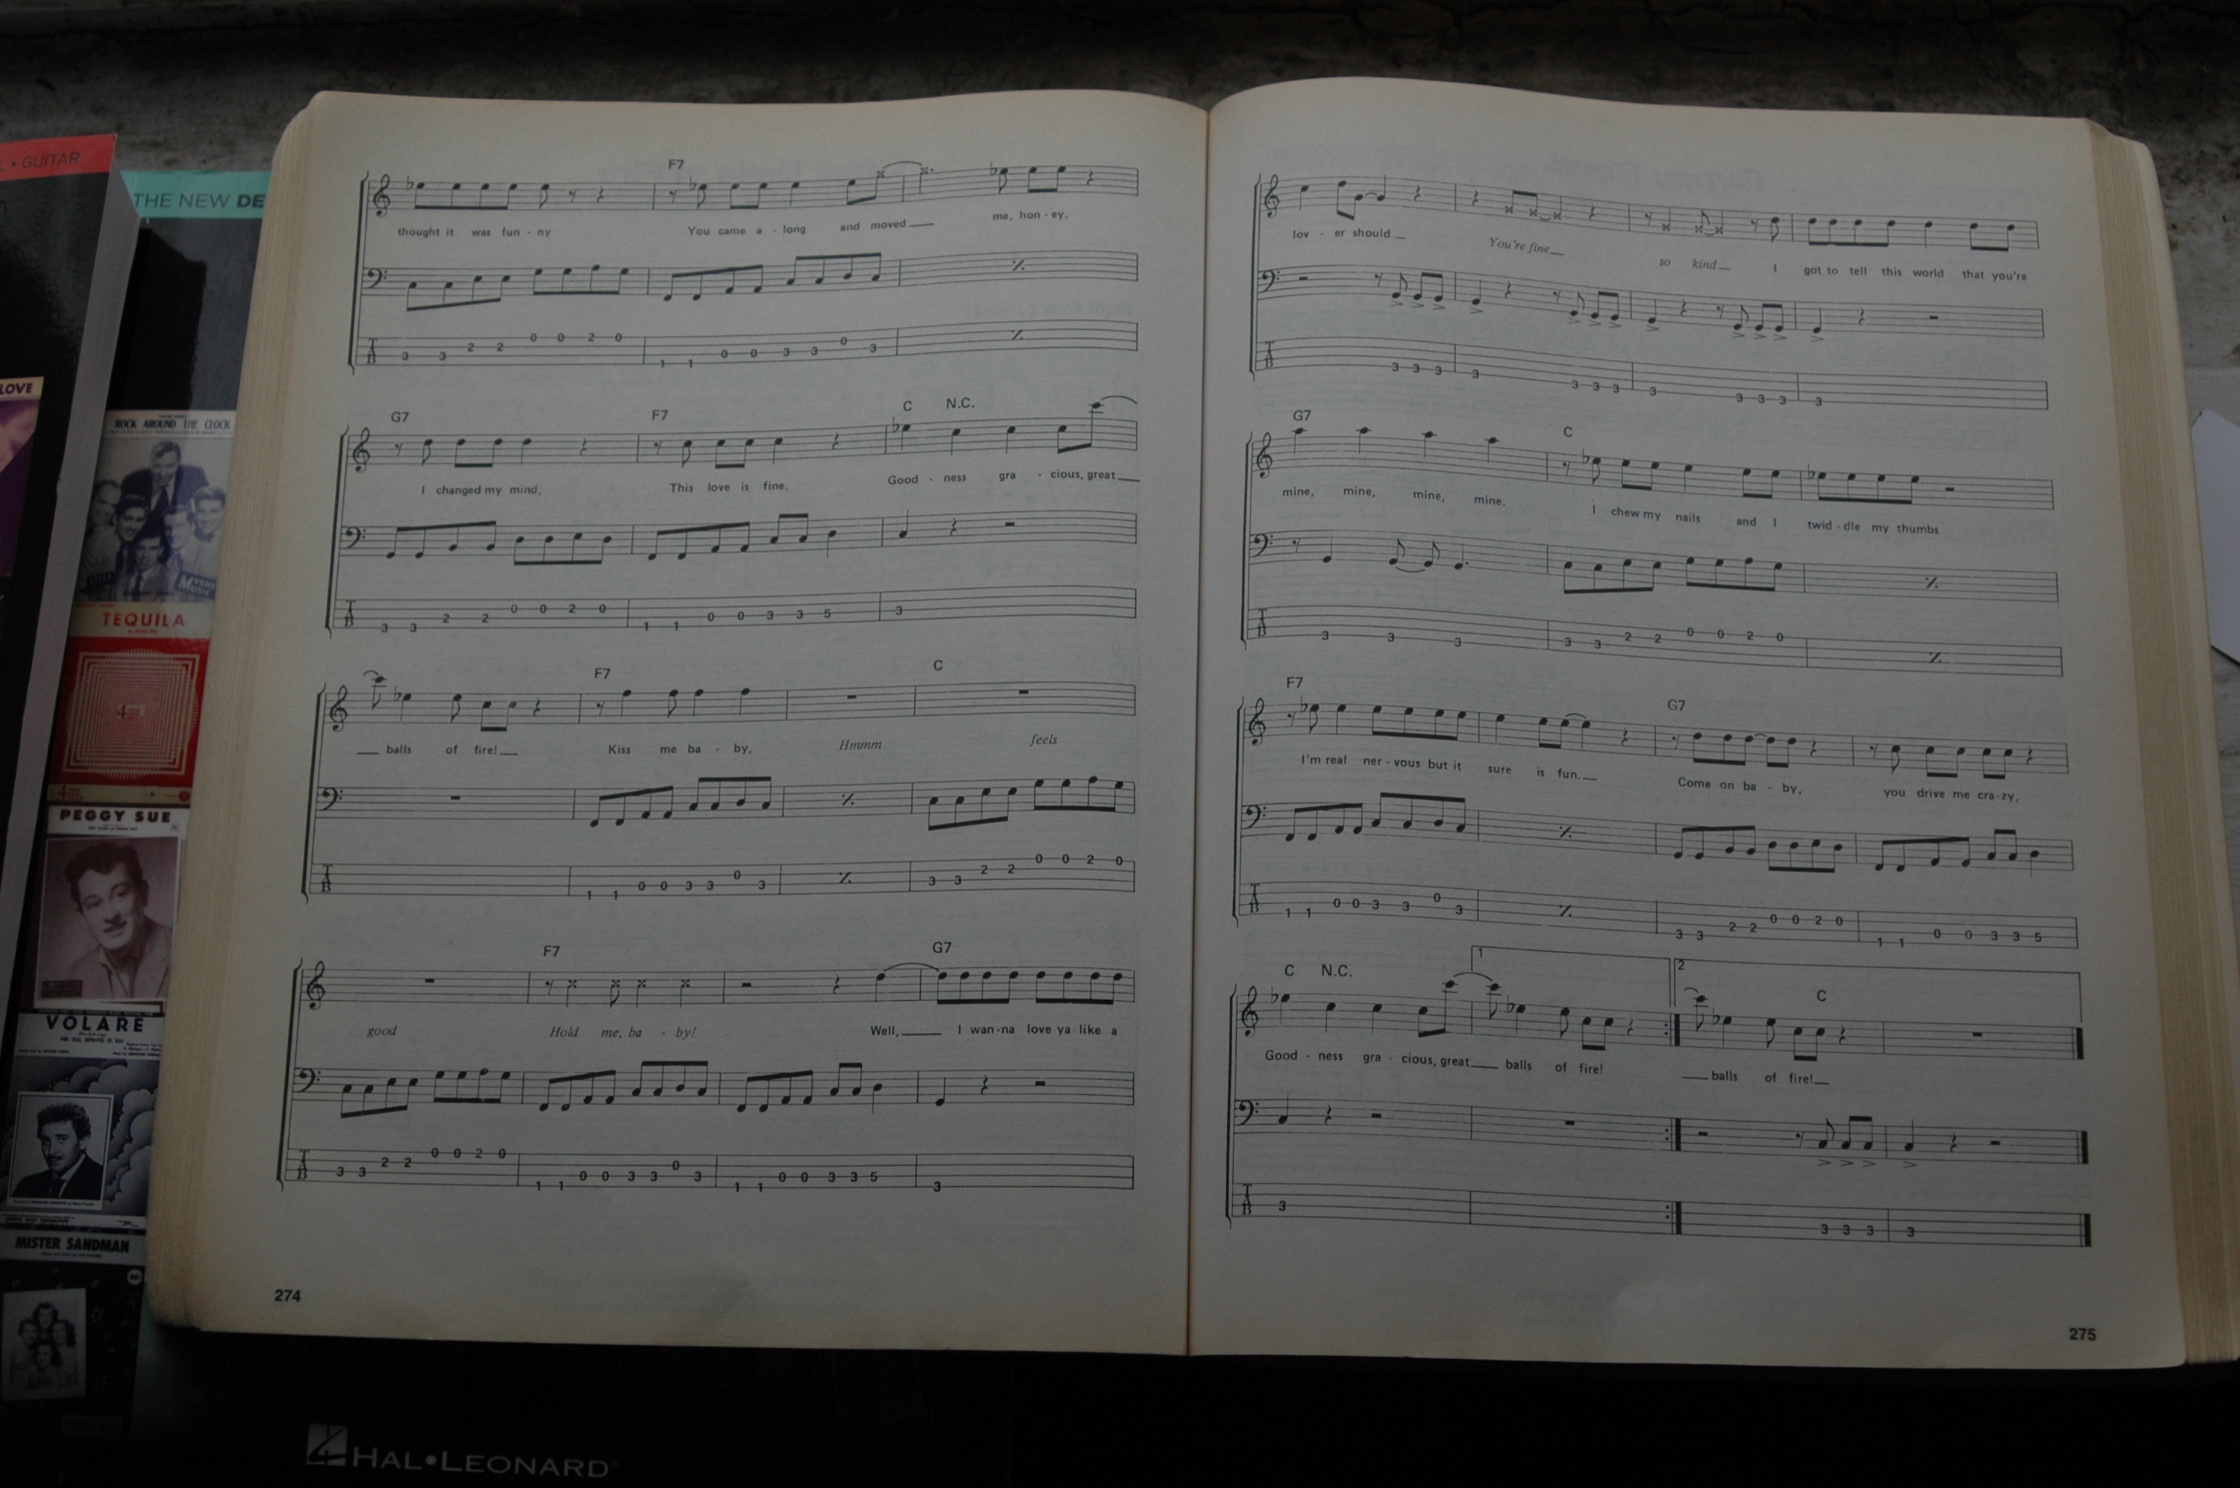 L • GUITAR
THE NEW DE
LOVE
ROCK AROUND THE CLOCK
TEQUILA
PEGGY SUE
VOLARE
MISTER SANDMAN
HAL•LEONARD
F7
thought it was fun - ny You came a - long and moved me, hon - ey.
T A B 3 3 2 2 0 0 2 0 1 1 0 0 3 3 0 3
G7 F7 C N.C.
I changed my mind, This love is fine. Good - ness gra - cious, great
T A B 3 3 2 2 0 0 2 0 1 1 0 0 3 3 5 3
F7 C
balls of fire! Kiss me ba - by, Hmmm feels
T A B 1 1 0 0 3 3 0 3 3 3 2 2 0 0 2 0
F7 G7
good Hold me, ba - by! Well, I wan-na love ya like a
T A B 3 3 2 2 0 0 2 0 1 1 0 0 3 3 0 3 1 1 0 0 3 3 5 3
274
lov - er should You're fine so kind I got to tell this world that you're
T A B 3 3 3 3 3 3 3 3 3 3 3 3
G7 C
mine, mine, mine, mine. I chew my nails and I twid - dle my thumbs
T A B 3 3 3 3 3 2 2 0 0 2 0
F7 G7
I'm real ner - vous but it sure is fun. Come on ba - by, you drive me cra-zy,
T A B 1 1 0 0 3 3 0 3 3 3 2 2 0 0 2 0 1 1 0 0 3 3 5
C N.C. 1 2 C
Good - ness gra - cious, great balls of fire! balls of fire!
T A B 3 3 3 3 3
275